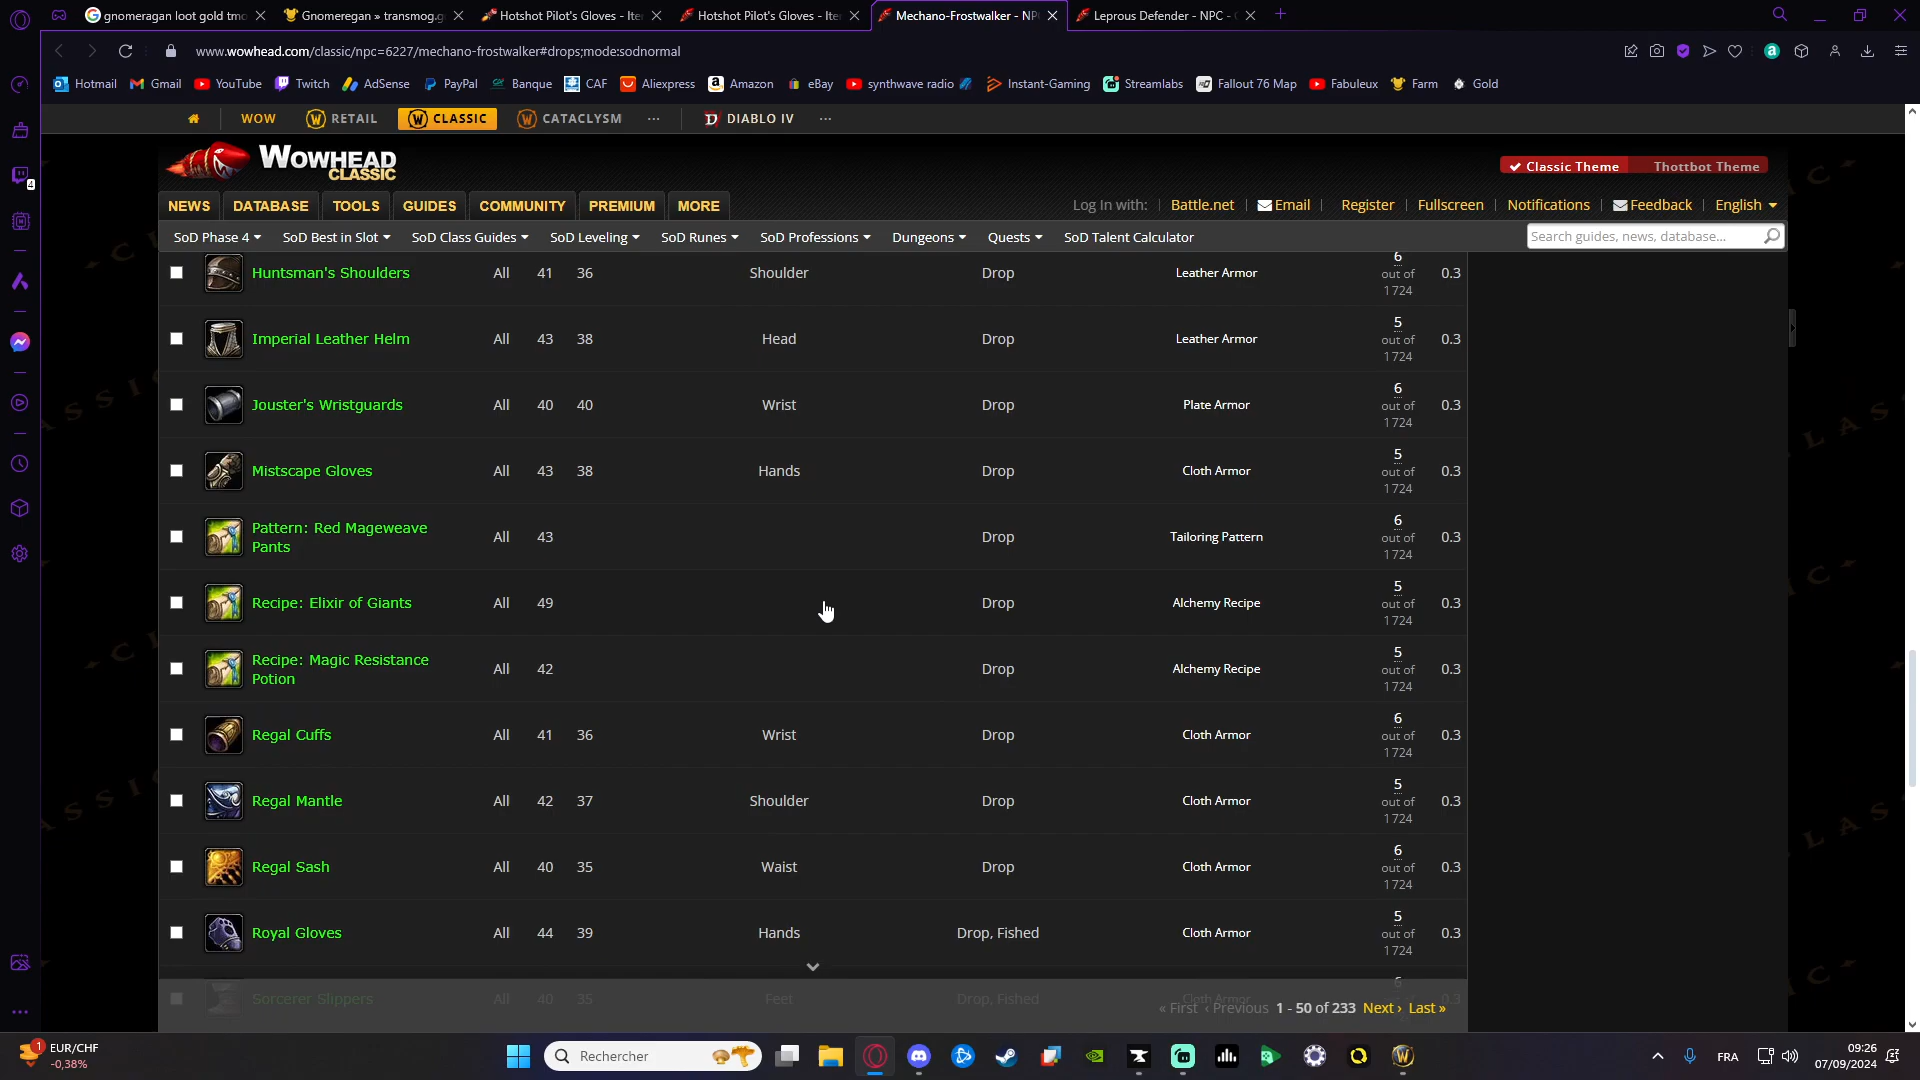 gnomeragan loot gold tmo
Gnomeregan » transmog.g
Hotshot Pilot's Gloves - Ite
Hotshot Pilot's Gloves - Ite
Mechano-Frostwalker - NP
Leprous Defender - NPC -
www.wowhead.com/classic/npc=6227/mechano-frostwalker#drops;mode:sodnormal
Hotmail Gmail YouTube Twitch AdSense PayPal Banque CAF Aliexpress Amazon eBay synthwave radio Instant-Gaming Streamlabs Fallout 76 Map Fabuleux Farm Gold
WOW RETAIL CLASSIC CATACLYSM ... DIABLO IV ...
WOWHEAD
CLASSIC
Classic Theme Thottbot Theme
NEWS DATABASE TOOLS GUIDES COMMUNITY PREMIUM MORE
Log In with: Battle.net Email Register Fullscreen Notifications Feedback English
SoD Phase 4 SoD Best in Slot SoD Class Guides SoD Leveling SoD Runes SoD Professions Dungeons Quests SoD Talent Calculator
Search guides, news, database...
Huntsman's Shoulders All 41 36 Shoulder Drop Leather Armor 6 out of 1724 0.3
Imperial Leather Helm All 43 38 Head Drop Leather Armor 5 out of 1724 0.3
Jouster's Wristguards All 40 40 Wrist Drop Plate Armor 6 out of 1724 0.3
Mistscape Gloves All 43 38 Hands Drop Cloth Armor 5 out of 1724 0.3
Pattern: Red Mageweave
Pants All 43 Drop Tailoring Pattern 6 out of 1724 0.3
Recipe: Elixir of Giants All 49 Drop Alchemy Recipe 5 out of 1724 0.3
Recipe: Magic Resistance
Potion All 42 Drop Alchemy Recipe 5 out of 1724 0.3
Regal Cuffs All 41 36 Wrist Drop Cloth Armor 6 out of 1724 0.3
Regal Mantle All 42 37 Shoulder Drop Cloth Armor 5 out of 1724 0.3
Regal Sash All 40 35 Waist Drop Cloth Armor 6 out of 1724 0.3
Royal Gloves All 44 39 Hands Drop, Fished Cloth Armor 5 out of 1724 0.3
Sorcerer Slippers All 40 35 Feet Drop, Fished Cloth Armor 6 0.3
« First ‹ Previous 1 - 50 of 233 Next › Last »
4
1
EUR/CHF
-0,38%
Rechercher
FRA
09:26
07/09/2024